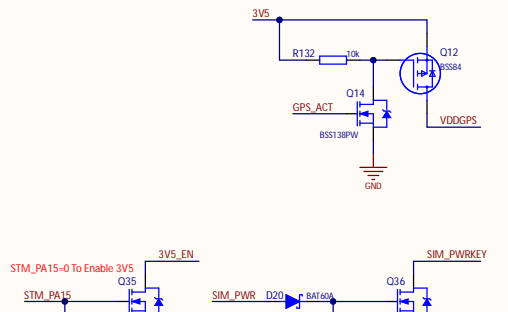 3V5
R132
10k
Q12
BSS84
Q14
GPS_ACT
VDDGPS
BSS138PW
GND
3V5_EN
SIM_PWRKEY
STM_PA15=0 To Enable 3V5
Q35
Q36
STM_PA15
SIM_PWR
D20
BAT60A